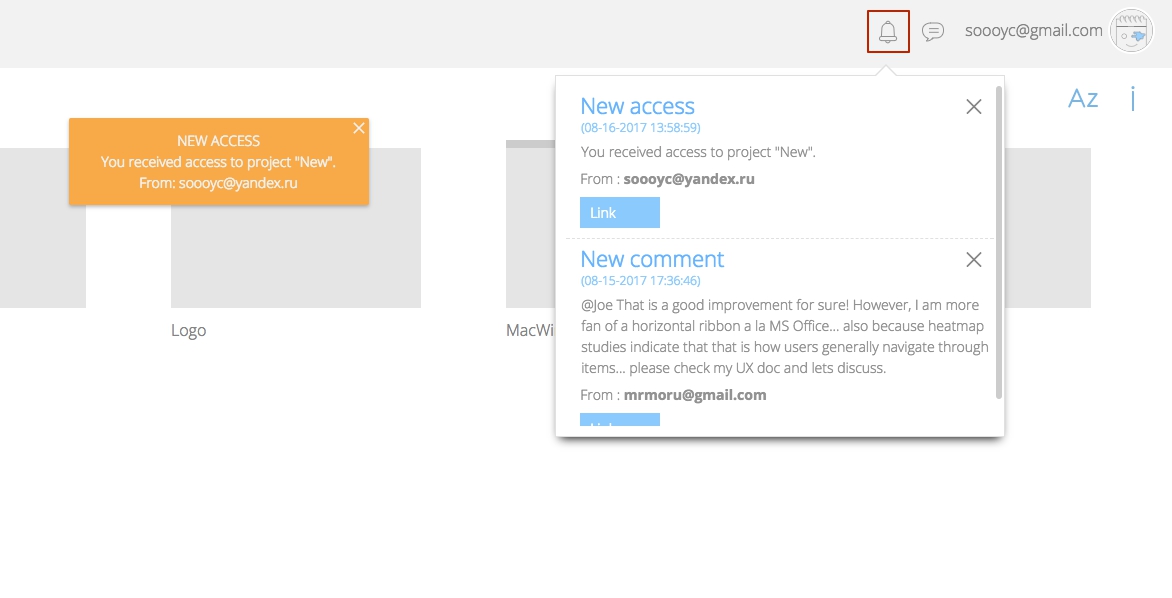 soooyc@gmail.com
Az
NEW ACCESS
You received access to project "New".
From: soooyc@yandex.ru
Logo
MacWi
New access
(08-16-2017 13:58:59)
You received access to project "New".
From : soooyc@yandex.ru
Link
New comment
(08-15-2017 17:36:46)
@Joe That is a good improvement for sure! However, I am more
fan of a horizontal ribbon a la MS Office... also because heatmap
studies indicate that that is how users generally navigate through
items... please check my UX doc and lets discuss.
From : mrmoru@gmail.com